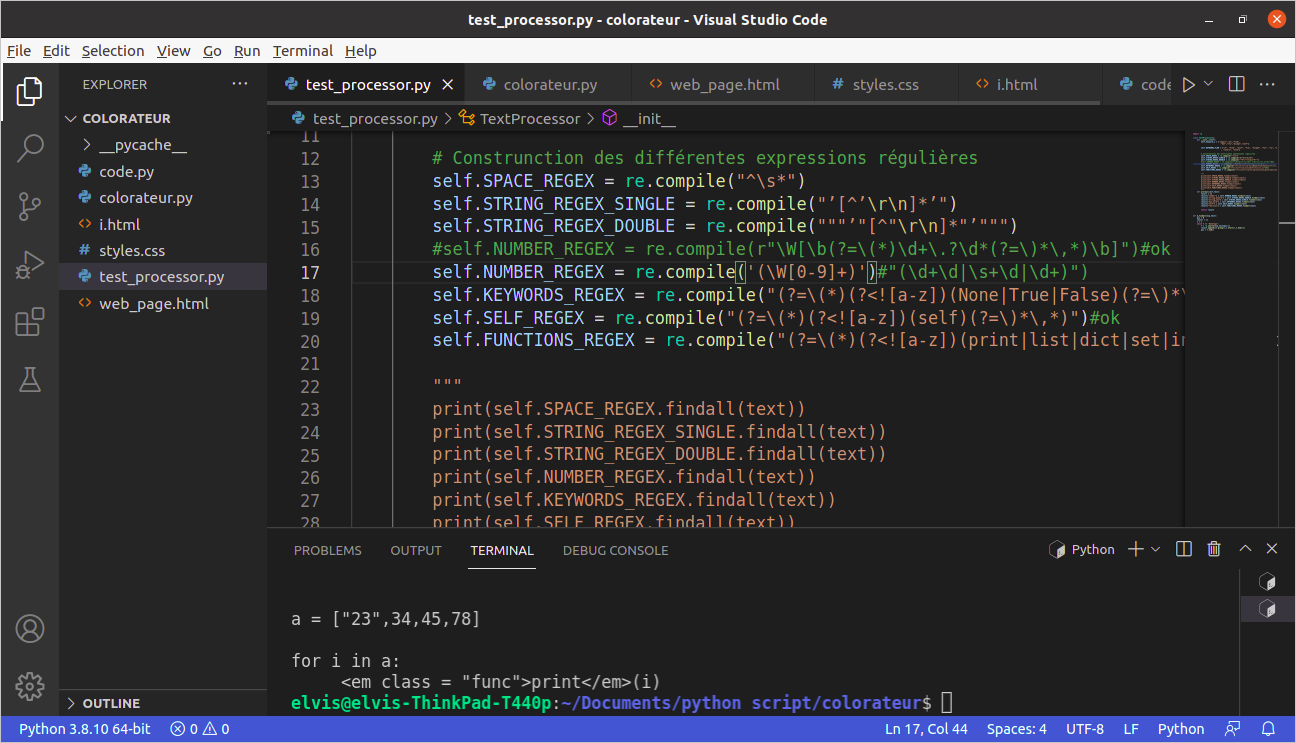 test_processor.py - colorateur - Visual Studio Code
File Edit Selection View Go Run Terminal Help
EXPLORER
COLORATEUR
__pycache__
code.py
colorateur.py
i.html
styles.css
test_processor.py
web_page.html
OUTLINE
test_processor.py colorateur.py web_page.html styles.css i.html code
test_processor.py > TextProcessor > __init__
11
12 # Construnction des différentes expressions régulières
13 self.SPACE_REGEX = re.compile("^\s*")
14 self.STRING_REGEX_SINGLE = re.compile("’[^’\r\n]*’")
15 self.STRING_REGEX_DOUBLE = re.compile("""’"[^"\r\n]*"’""")
16 #self.NUMBER_REGEX = re.compile(r"\W[\b(?=\(*)\d+\.?\d*(?=\)*\,*)\b]")#ok
17 self.NUMBER_REGEX = re.compile('(\W[0-9]+)')#"(\d+\d|\s+\d|\d+)")
18 self.KEYWORDS_REGEX = re.compile("(?=\(*)(?<![a-z])(None|True|False)(?=\)*\
19 self.SELF_REGEX = re.compile("(?=\(*)(?<![a-z])(self)(?=\)*\,*)")#ok
20 self.FUNCTIONS_REGEX = re.compile("(?=\(*)(?<![a-z])(print|list|dict|set|in
21
22 """
23 print(self.SPACE_REGEX.findall(text))
24 print(self.STRING_REGEX_SINGLE.findall(text))
25 print(self.STRING_REGEX_DOUBLE.findall(text))
26 print(self.NUMBER_REGEX.findall(text))
27 print(self.KEYWORDS_REGEX.findall(text))
28 print(self.SELF_REGEX.findall(text))
PROBLEMS OUTPUT TERMINAL DEBUG CONSOLE Python
a = ["23",34,45,78]
for i in a:
<em class = "func">print</em>(i)
elvis@elvis-ThinkPad-T440p:~/Documents/python script/colorateur$
Python 3.8.10 64-bit 0 0 Ln 17, Col 44 Spaces: 4 UTF-8 LF Python